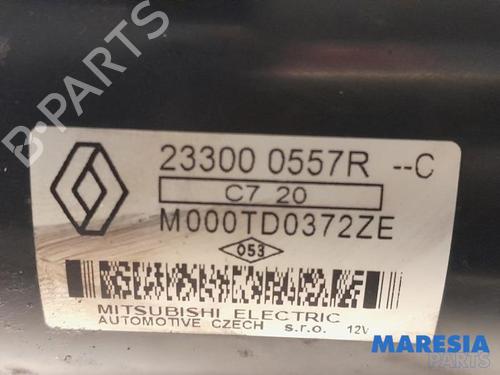 B-PARTS
23300 0557R --C
C7 20
M000TD0372ZE
053
MITSUBISHI ELECTRIC
AUTOMOTIVE CZECH s.r.o. 12V
MARESIA
PARTS